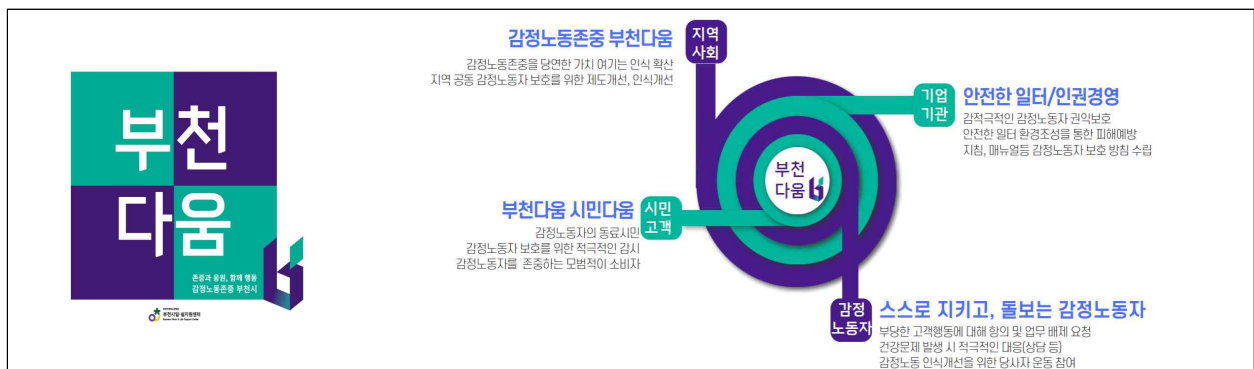 부천
다움
존중과 응원, 함께 행동
감정노동존중 부천시
부천시일·쉼지원센터
감정노동존중 부천다움
감정노동존중을 당연한 가치 여기는 인식 확산
지역 공동 감정노동자 보호를 위한 제도개선, 인식개선
지역
사회
기업
기관
안전한 일터/인권경영
감적극적인 감정노동자 권익보호
안전한 일터 환경조성을 통한 피해예방
지침, 매뉴얼등 감정노동자 보호 방침 수립
부천
다움
부천다움 시민다움
감정노동자의 동료시민
감정노동자 보호를 위한 적극적인 감시
감정노동자를 존중하는 모범적이 소비자
시민
고객
감정
노동자
스스로 지키고, 돌보는 감정노동자
부당한 고객행동에 대해 항의 및 업무 배제 요청
건강문제 발생 시 적극적인 대응(상담 등)
감정노동 인식개선을 위한 당사자 운동 참여